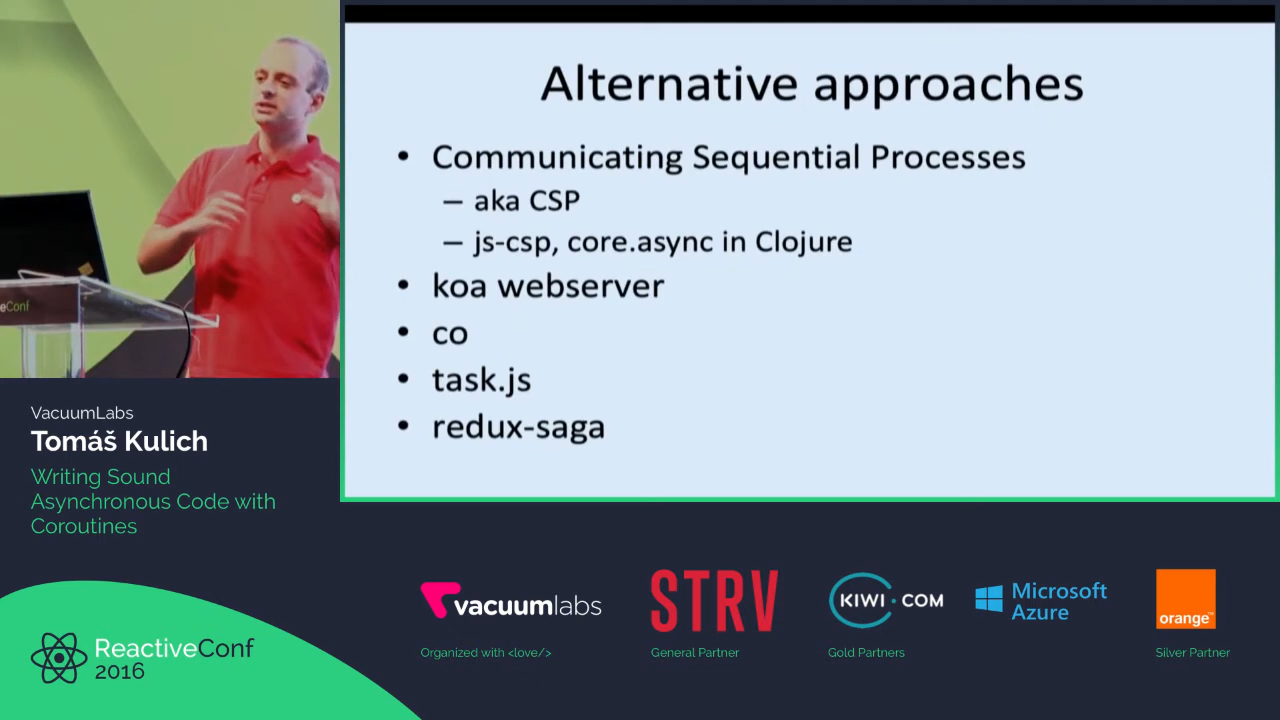 Alternative approaches
• Communicating Sequential Processes
– aka CSP
– js-csp, core.async in Clojure
• koa webserver
• co
• task.js
• redux-saga
eConf
VacuumLabs
Tomáš Kulich
Writing Sound
Asynchronous Code with
Coroutines
ReactiveConf
2016
vacuumlabs
Organized with <love/>
STRV
General Partner
KIWI.COM
Gold Partners
Microsoft
Azure
orange™
Silver Partner